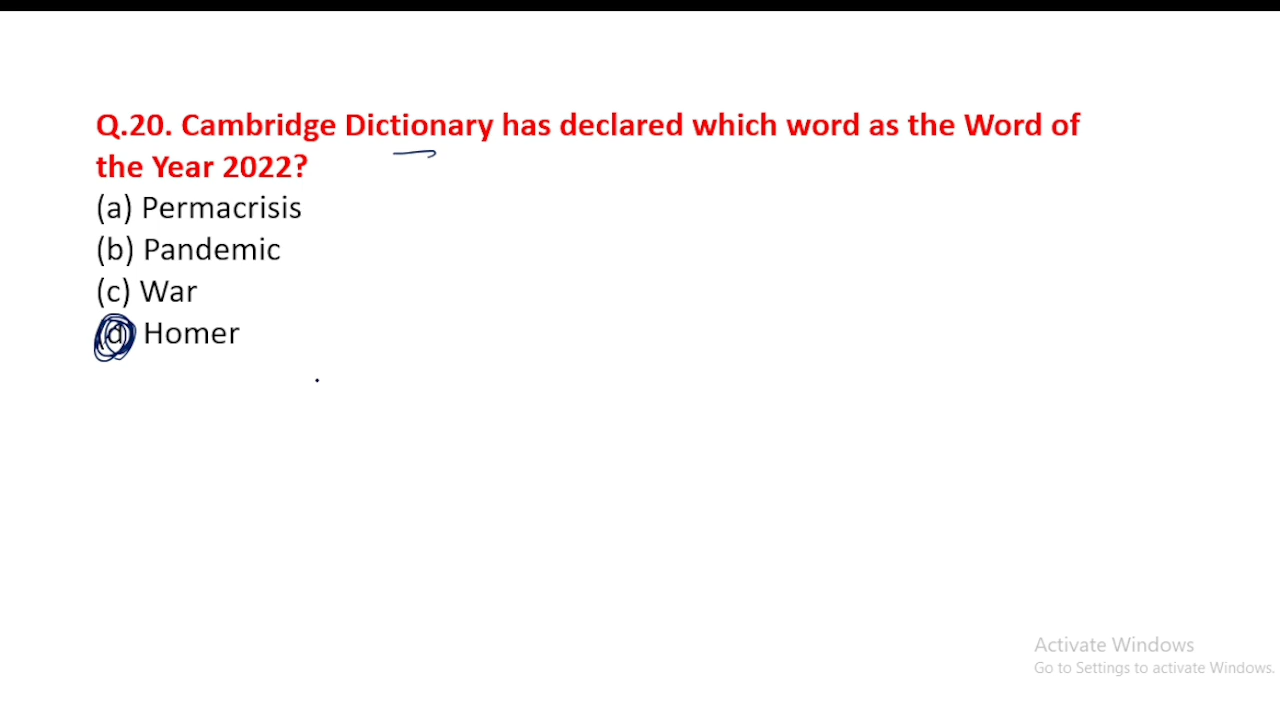 Q.20. Cambridge Dictionary has declared which word as the Word of
the Year 2022?
(a) Permacrisis
(b) Pandemic
(c) War
(d) Homer
Activate Windows
Go to Settings to activate Windows.